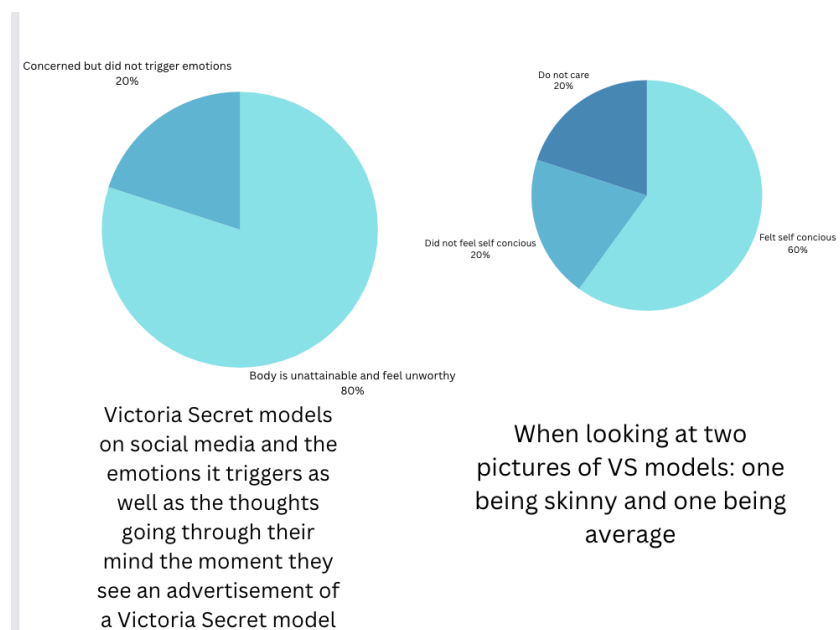 Concerned but did not trigger emotions
20%
Body is unattainable and feel unworthy
80%
Victoria Secret models
on social media and the
emotions it triggers as
well as the thoughts
going through their
mind the moment they
see an advertisement of
a Victoria Secret model
Do not care
20%
Did not feel self concious
20%
Felt self concious
60%
When looking at two
pictures of VS models: one
being skinny and one being
average